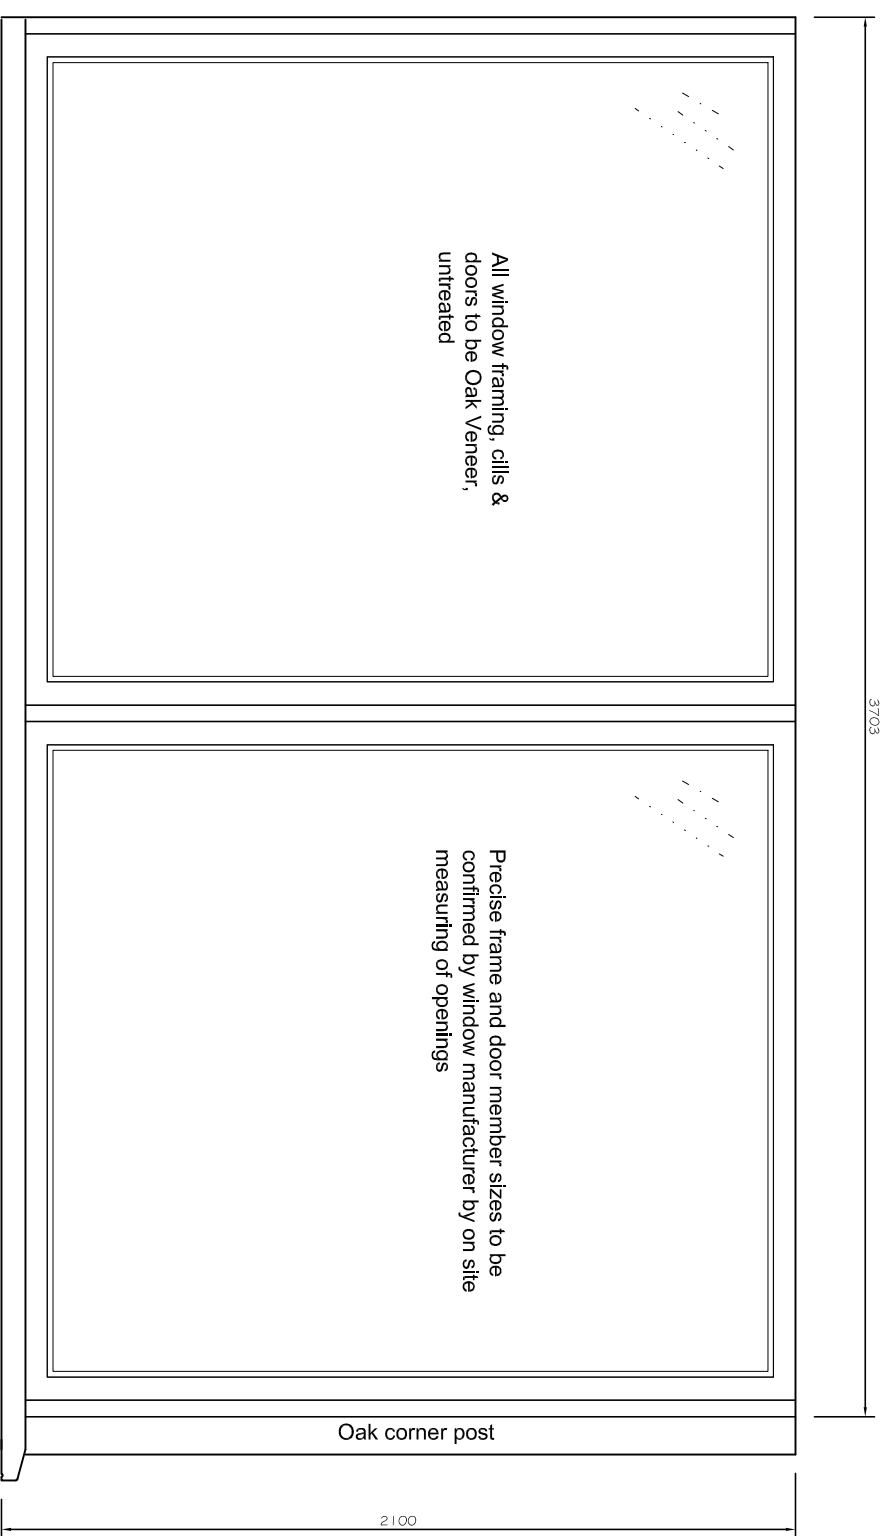 All window framing, cills &
doors to be Oak Veneer,
untreated
3703
Precise frame and door member sizes to be
confirmed by window manufacturer by on site
measuring of openings
Oak corner post
2100